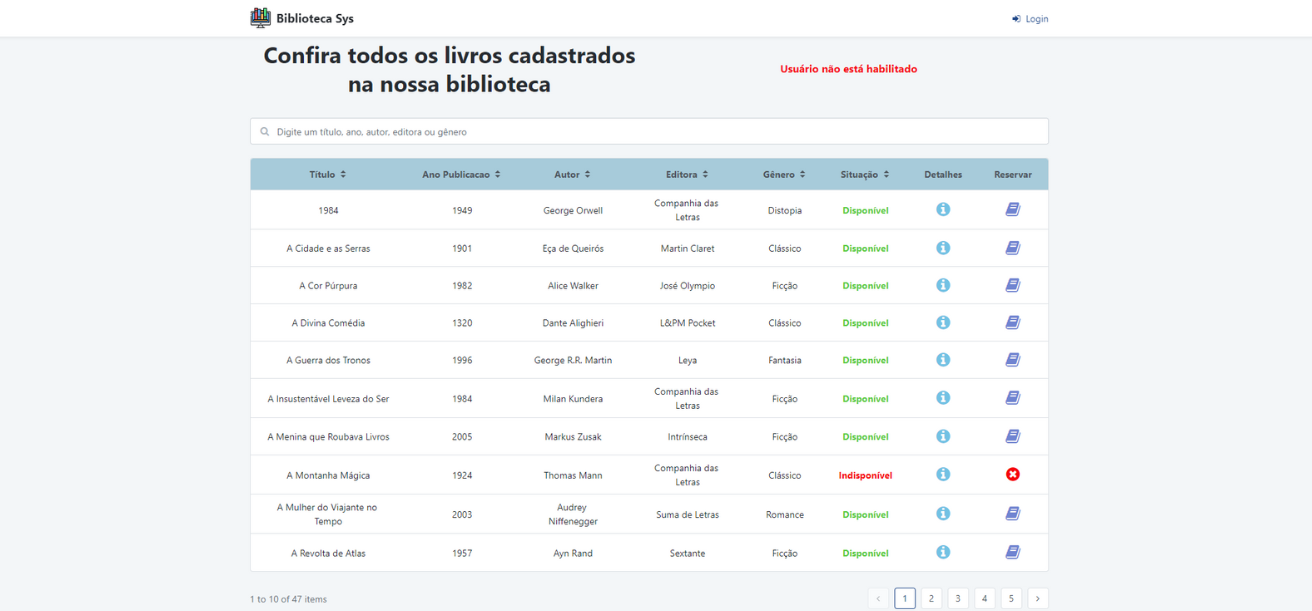 Biblioteca Sys
Login
Confira todos os livros cadastrados
na nossa biblioteca
Usuário não está habilitado
Digite um título, ano, autor, editora ou gênero
Título Ano Publicacao Autor Editora Gênero Situação Detalhes Reservar
1984 1949 George Orwell Companhia das Letras Distopia Disponível
A Cidade e as Serras 1901 Eça de Queirós Martin Claret Clássico Disponível
A Cor Púrpura 1982 Alice Walker José Olympio Ficção Disponível
A Divina Comédia 1320 Dante Alighieri L&PM Pocket Clássico Disponível
A Guerra dos Tronos 1996 George R.R. Martin Leya Fantasia Disponível
A Insustentável Leveza do Ser 1984 Milan Kundera Companhia das Letras Ficção Disponível
A Menina que Roubava Livros 2005 Markus Zusak Intrínseca Ficção Disponível
A Montanha Mágica 1924 Thomas Mann Companhia das Letras Clássico Indisponível
A Mulher do Viajante no Tempo 2003 Audrey Niffenegger Suma de Letras Romance Disponível
A Revolta de Atlas 1957 Ayn Rand Sextante Ficção Disponível
1 to 10 of 47 items
< 1 2 3 4 5 >